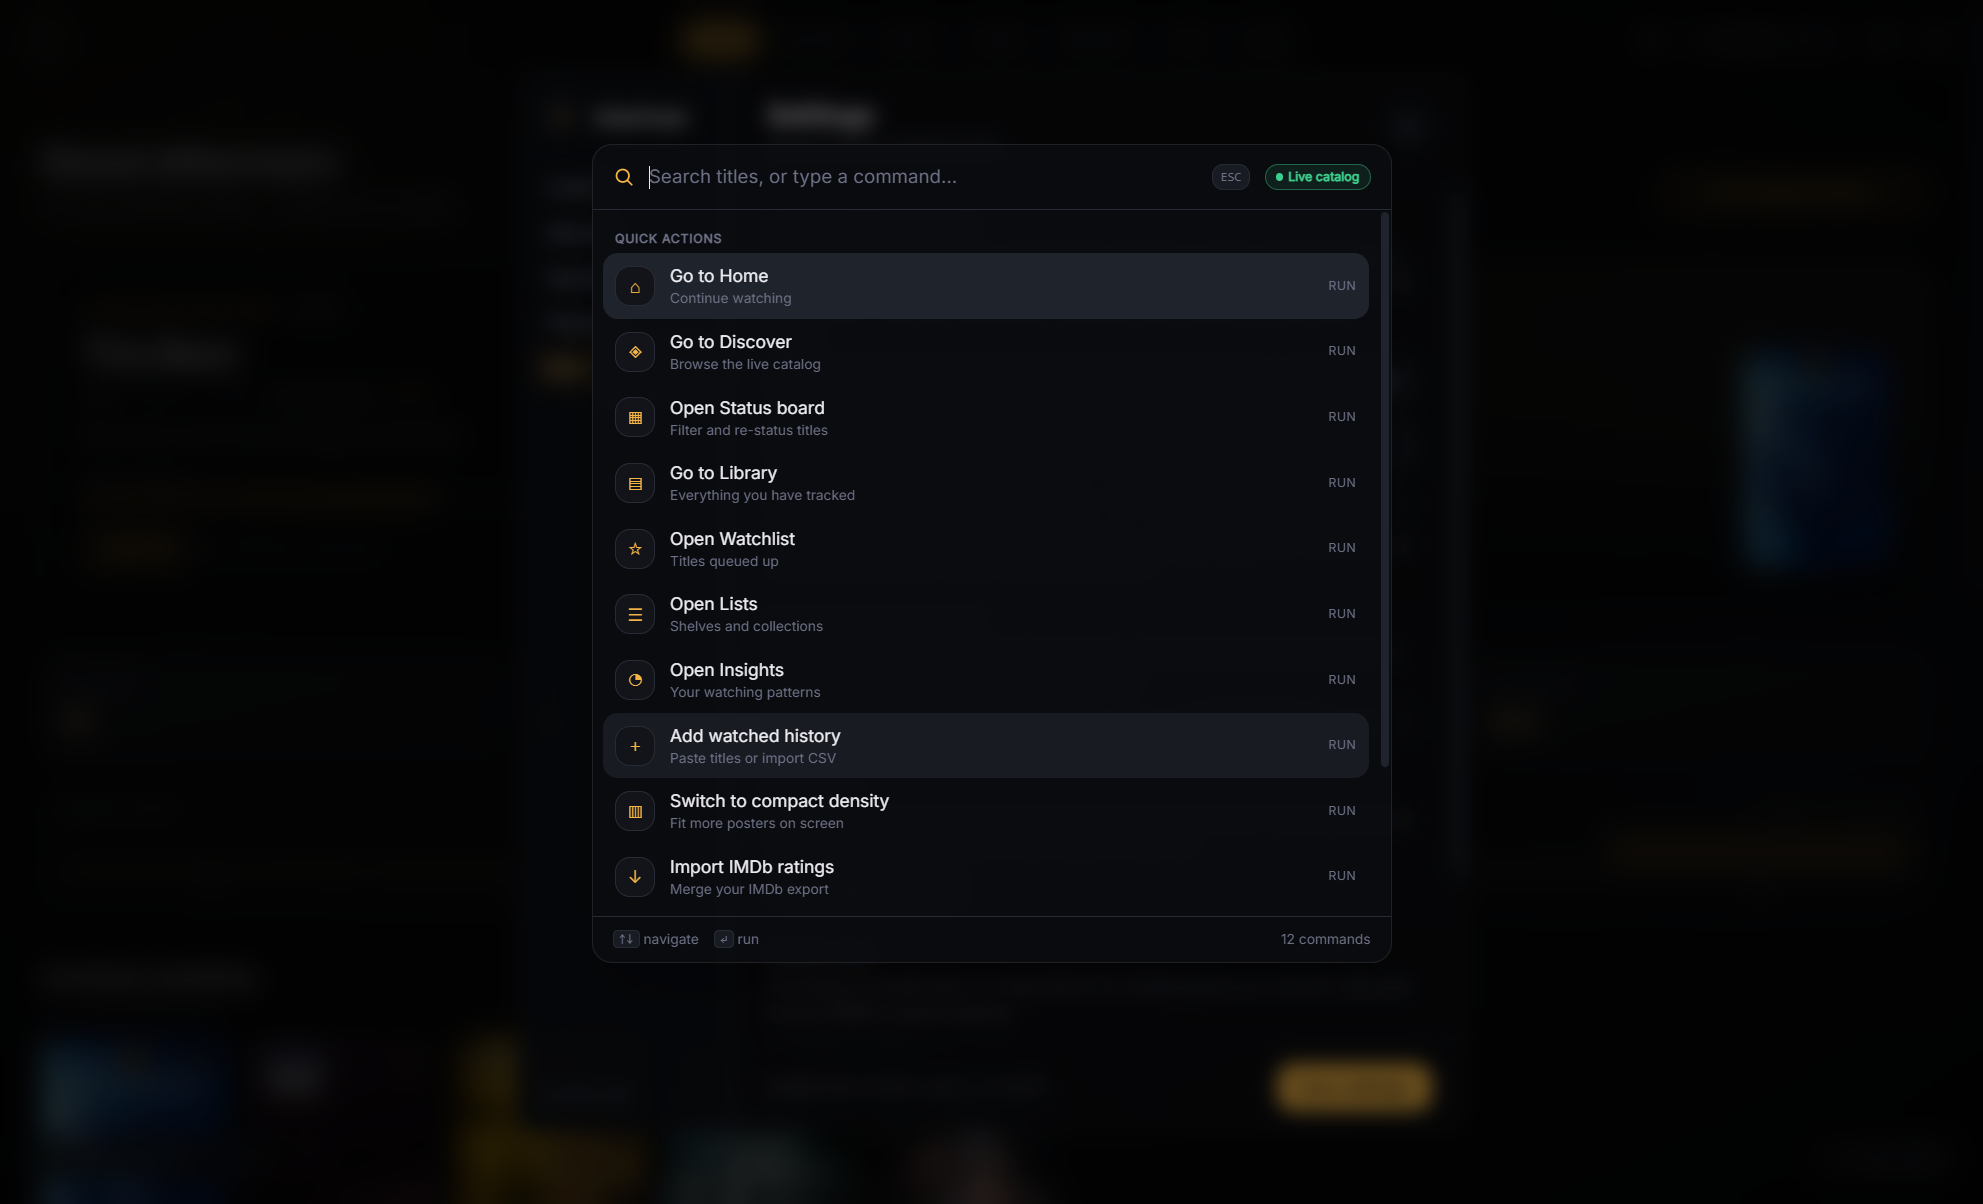 Search titles, or type a command...
ESC
Live catalog
QUICK ACTIONS
Go to Home
Continue watching
RUN
Go to Discover
Browse the live catalog
RUN
Open Status board
Filter and re-status titles
RUN
Go to Library
Everything you have tracked
RUN
Open Watchlist
Titles queued up
RUN
Open Lists
Shelves and collections
RUN
Open Insights
Your watching patterns
RUN
Add watched history
Paste titles or import CSV
RUN
Switch to compact density
Fit more posters on screen
RUN
Import IMDb ratings
Merge your IMDb export
RUN
↑↓ navigate ↵ run
12 commands